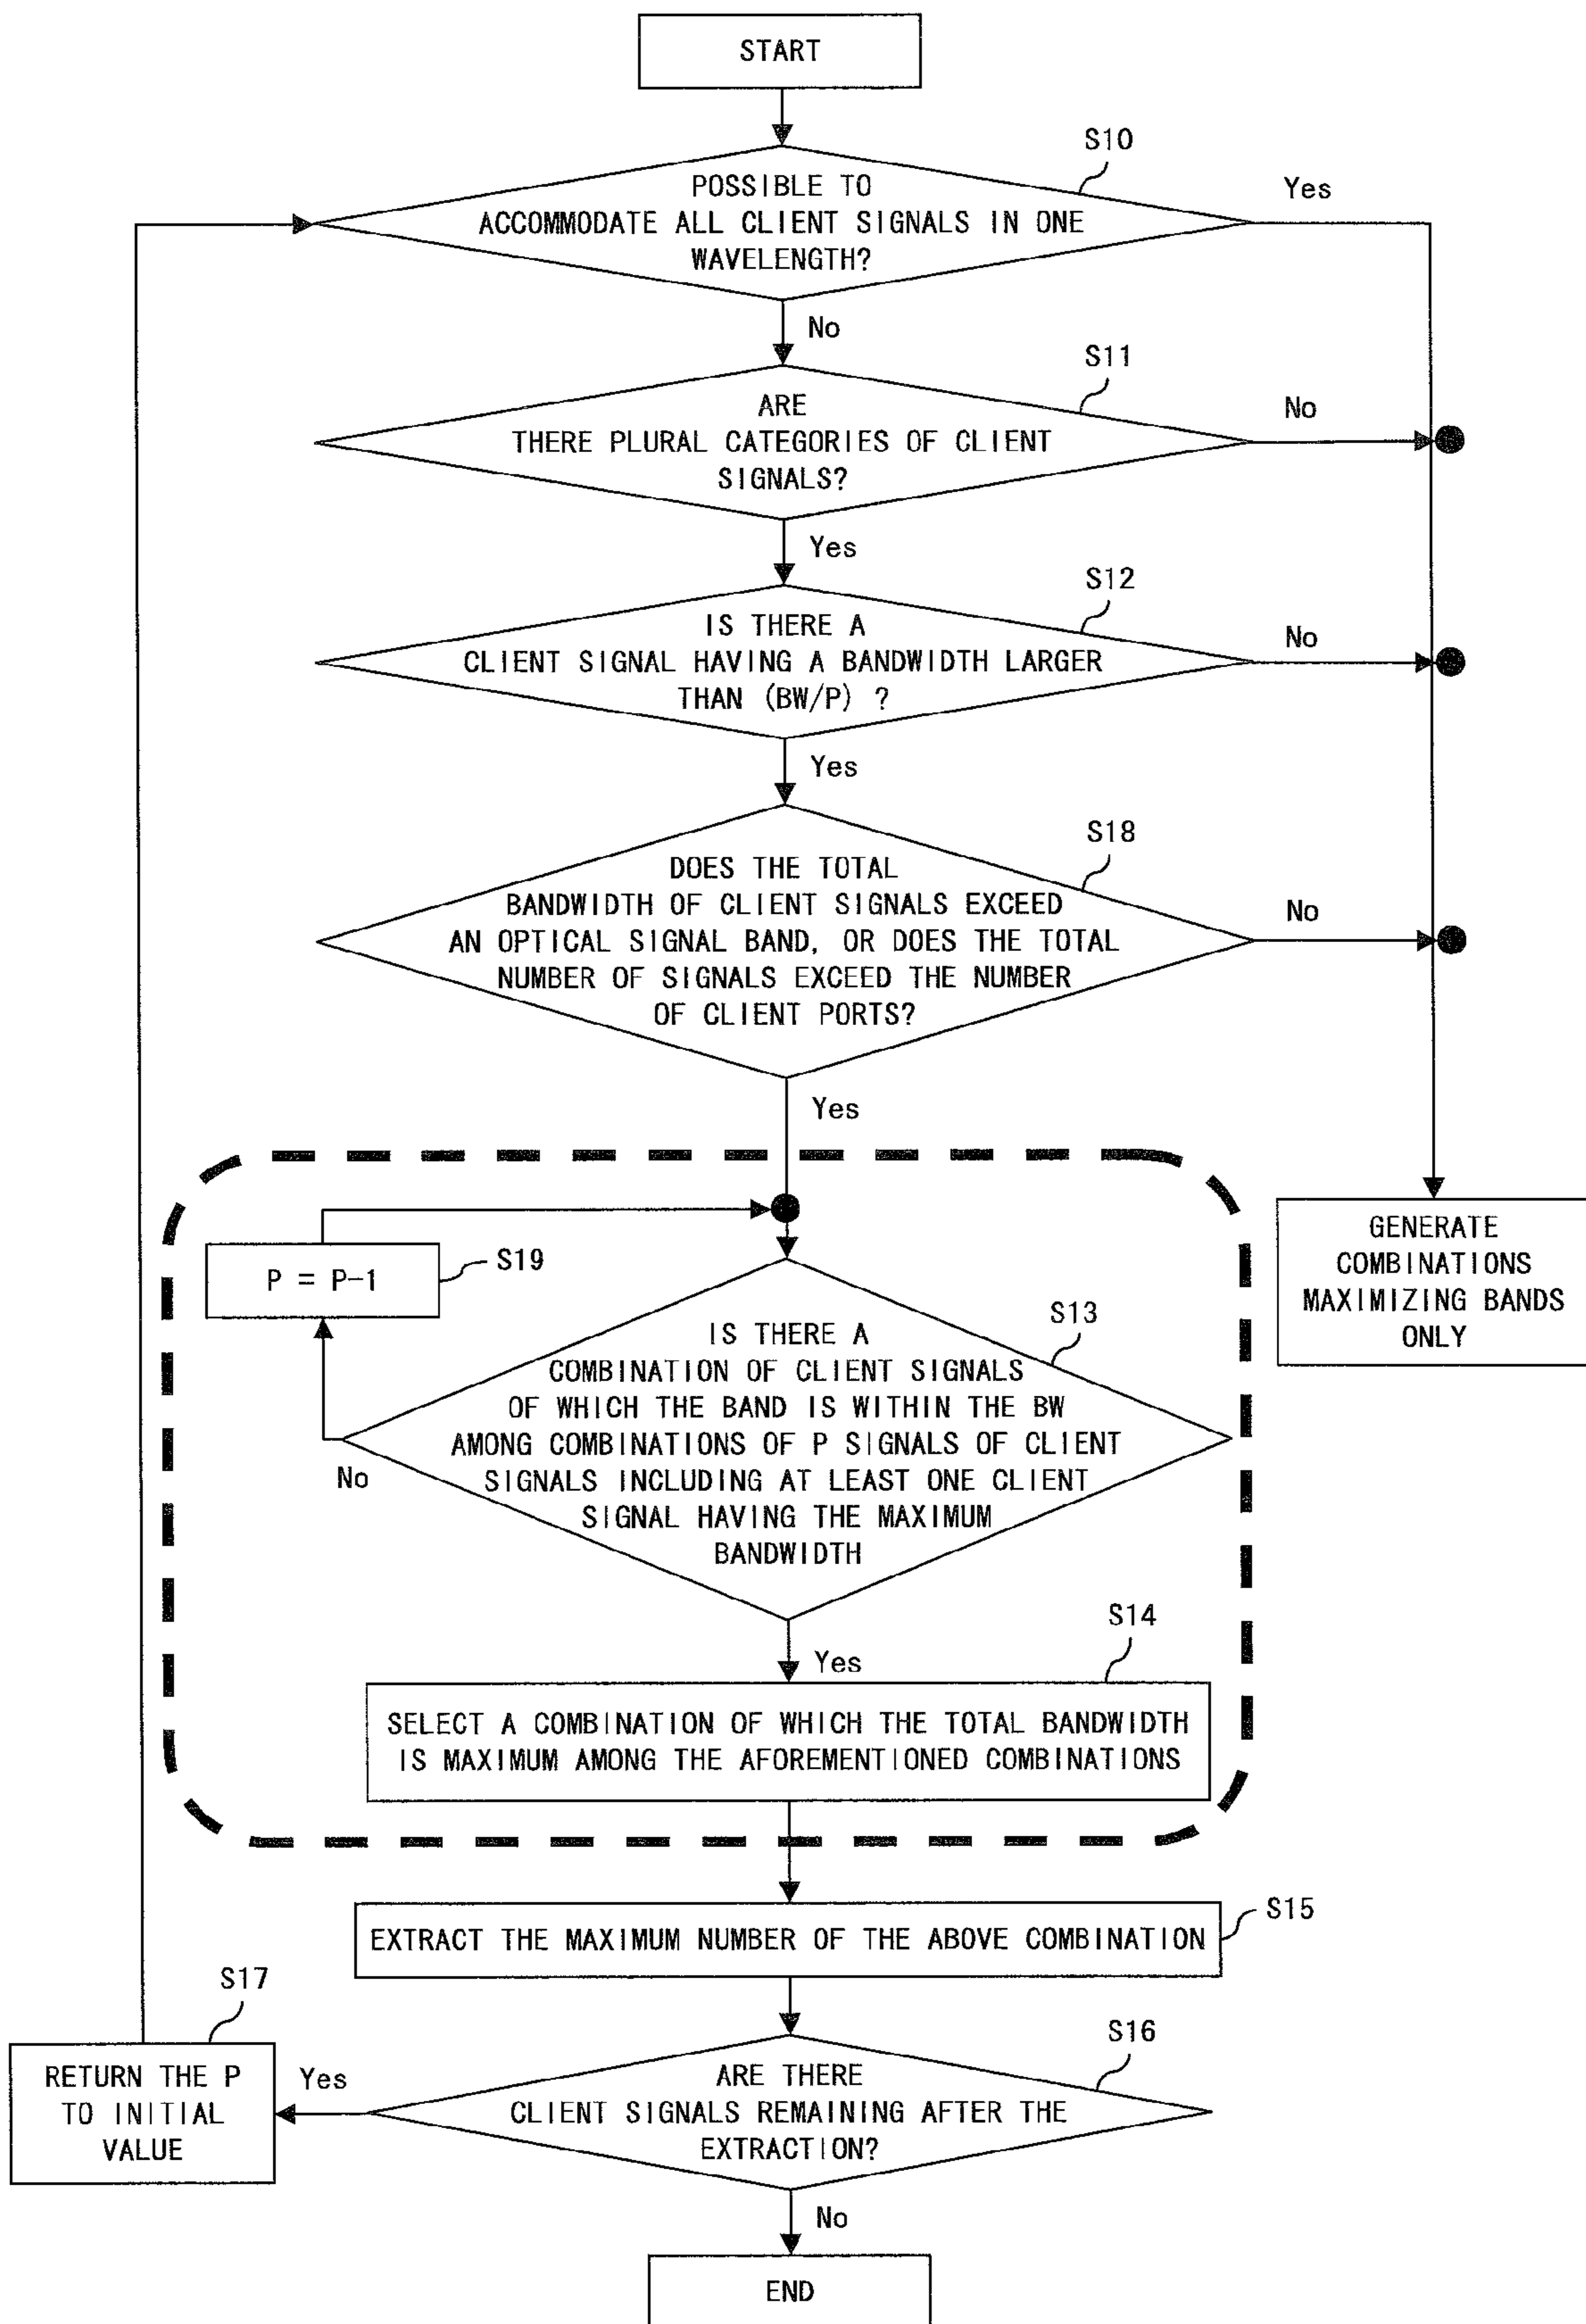 START
S10
POSSIBLE TO
ACCOMMODATE ALL CLIENT SIGNALS IN ONE
WAVELENGTH?
Yes
No
S11
ARE
THERE PLURAL CATEGORIES OF CLIENT
SIGNALS?
No
Yes
S12
IS THERE A
CLIENT SIGNAL HAVING A BANDWIDTH LARGER
THAN (BW/P) ?
No
Yes
S18
DOES THE TOTAL
BANDWIDTH OF CLIENT SIGNALS EXCEED
AN OPTICAL SIGNAL BAND, OR DOES THE TOTAL
NUMBER OF SIGNALS EXCEED THE NUMBER
OF CLIENT PORTS?
No
Yes
GENERATE
COMBINATIONS
MAXIMIZING BANDS
ONLY
P = P-1
S19
S13
IS THERE A
COMBINATION OF CLIENT SIGNALS
OF WHICH THE BAND IS WITHIN THE BW
AMONG COMBINATIONS OF P SIGNALS OF CLIENT
SIGNALS INCLUDING AT LEAST ONE CLIENT
SIGNAL HAVING THE MAXIMUM
BANDWIDTH
No
Yes
S14
SELECT A COMBINATION OF WHICH THE TOTAL BANDWIDTH
IS MAXIMUM AMONG THE AFOREMENTIONED COMBINATIONS
S15
EXTRACT THE MAXIMUM NUMBER OF THE ABOVE COMBINATION
S17
RETURN THE P
TO INITIAL
VALUE
Yes
S16
ARE THERE
CLIENT SIGNALS REMAINING AFTER THE
EXTRACTION?
No
END